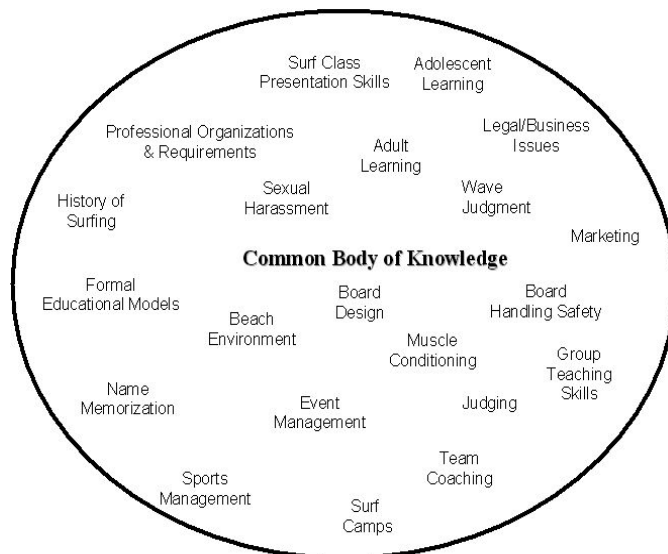 Surf Class
Presentation Skills
Adolescent
Learning
Professional Organizations
& Requirements
Adult
Learning
Legal/Business
Issues
History of
Surfing
Sexual
Harassment
Wave
Judgment
Marketing
Common Body of Knowledge
Formal
Educational Models
Beach
Environment
Board
Design
Board
Handling Safety
Muscle
Conditioning
Group
Teaching
Skills
Name
Memorization
Event
Management
Judging
Team
Coaching
Sports
Management
Surf
Camps